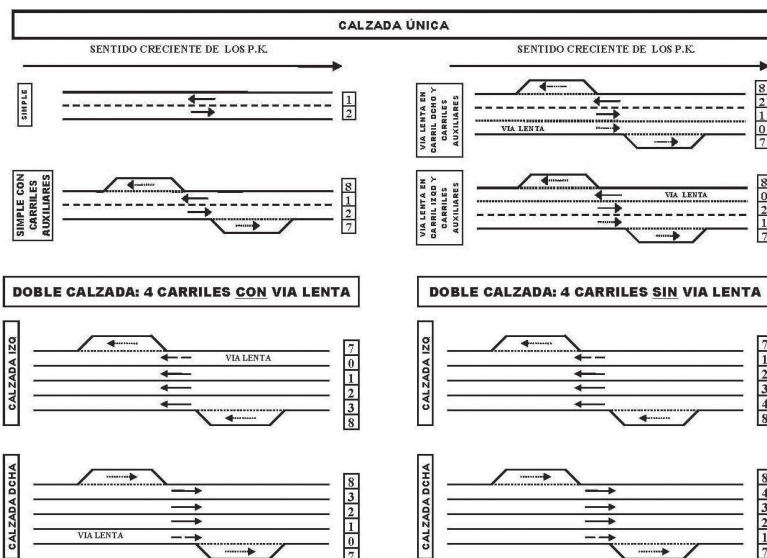 CALZADA ÚNICA
SENTIDO CRECIENTE DE LOS P.K.
SIMPLE
1
2
SIMPLE CON
CARRILES
AUXILIARES
8
1
2
7
SENTIDO CRECIENTE DE LOS P.K.
VIA LENTA EN
CARRIL DCHO Y
CARRILES
AUXILIARES
VIA LENTA
8
2
1
0
7
VIA LENTA EN
CARRIL IZQD Y
CARRILES
AUXILIARES
VIA LENTA
8
0
2
1
7
DOBLE CALZADA: 4 CARRILES CON VIA LENTA
CALZADA IZQ
VIA LENTA
7
0
1
2
3
8
CALZADA DCHA
VIA LENTA
8
3
2
1
0
7
DOBLE CALZADA: 4 CARRILES SIN VIA LENTA
CALZADA IZQ
7
1
2
3
4
8
CALZADA DCHA
8
4
3
2
1
7